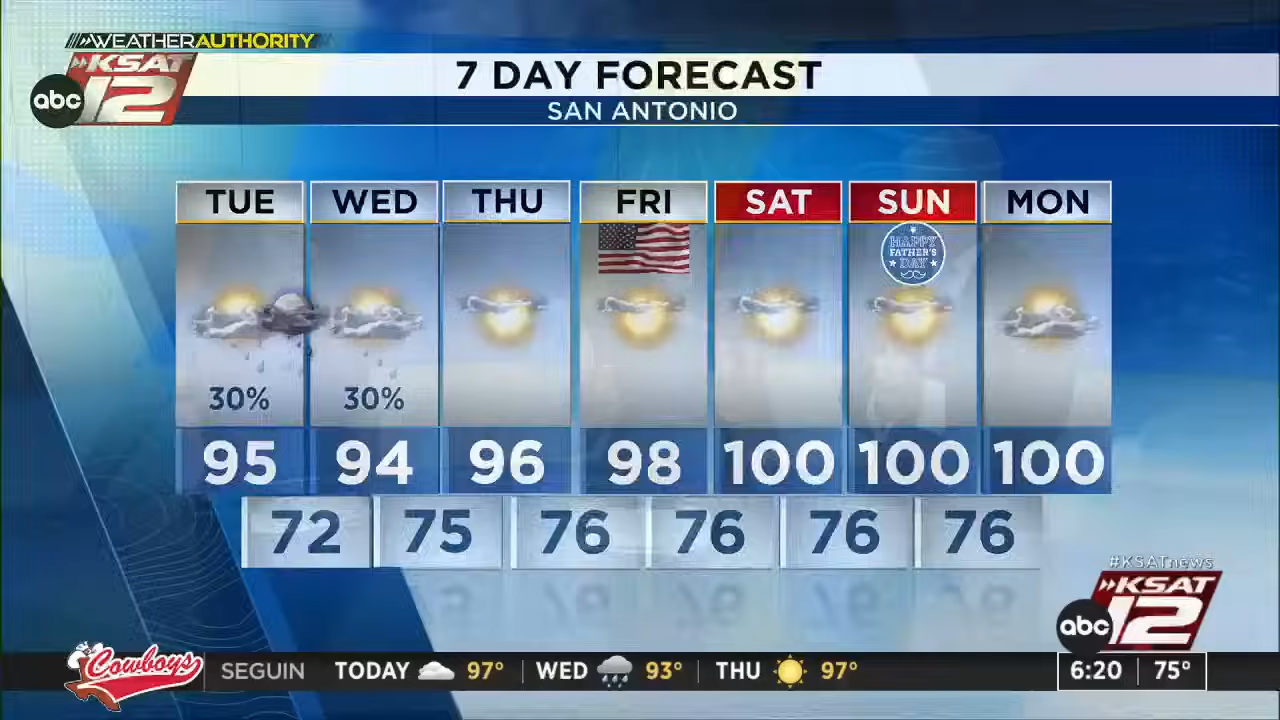 WEATHERAUTHORITY
KSAT
abc 12
7 DAY FORECAST
SAN ANTONIO
TUE WED THU FRI SAT SUN MON
HAPPY
FATHER'S
DAY
30% 30%
95 94 96 98 100 100 100
72 75 76 76 76 76
#KSATnews
KSAT
abc 12
Cowboys SEGUIN TODAY 97° WED 93° THU 97° 6:20 75°